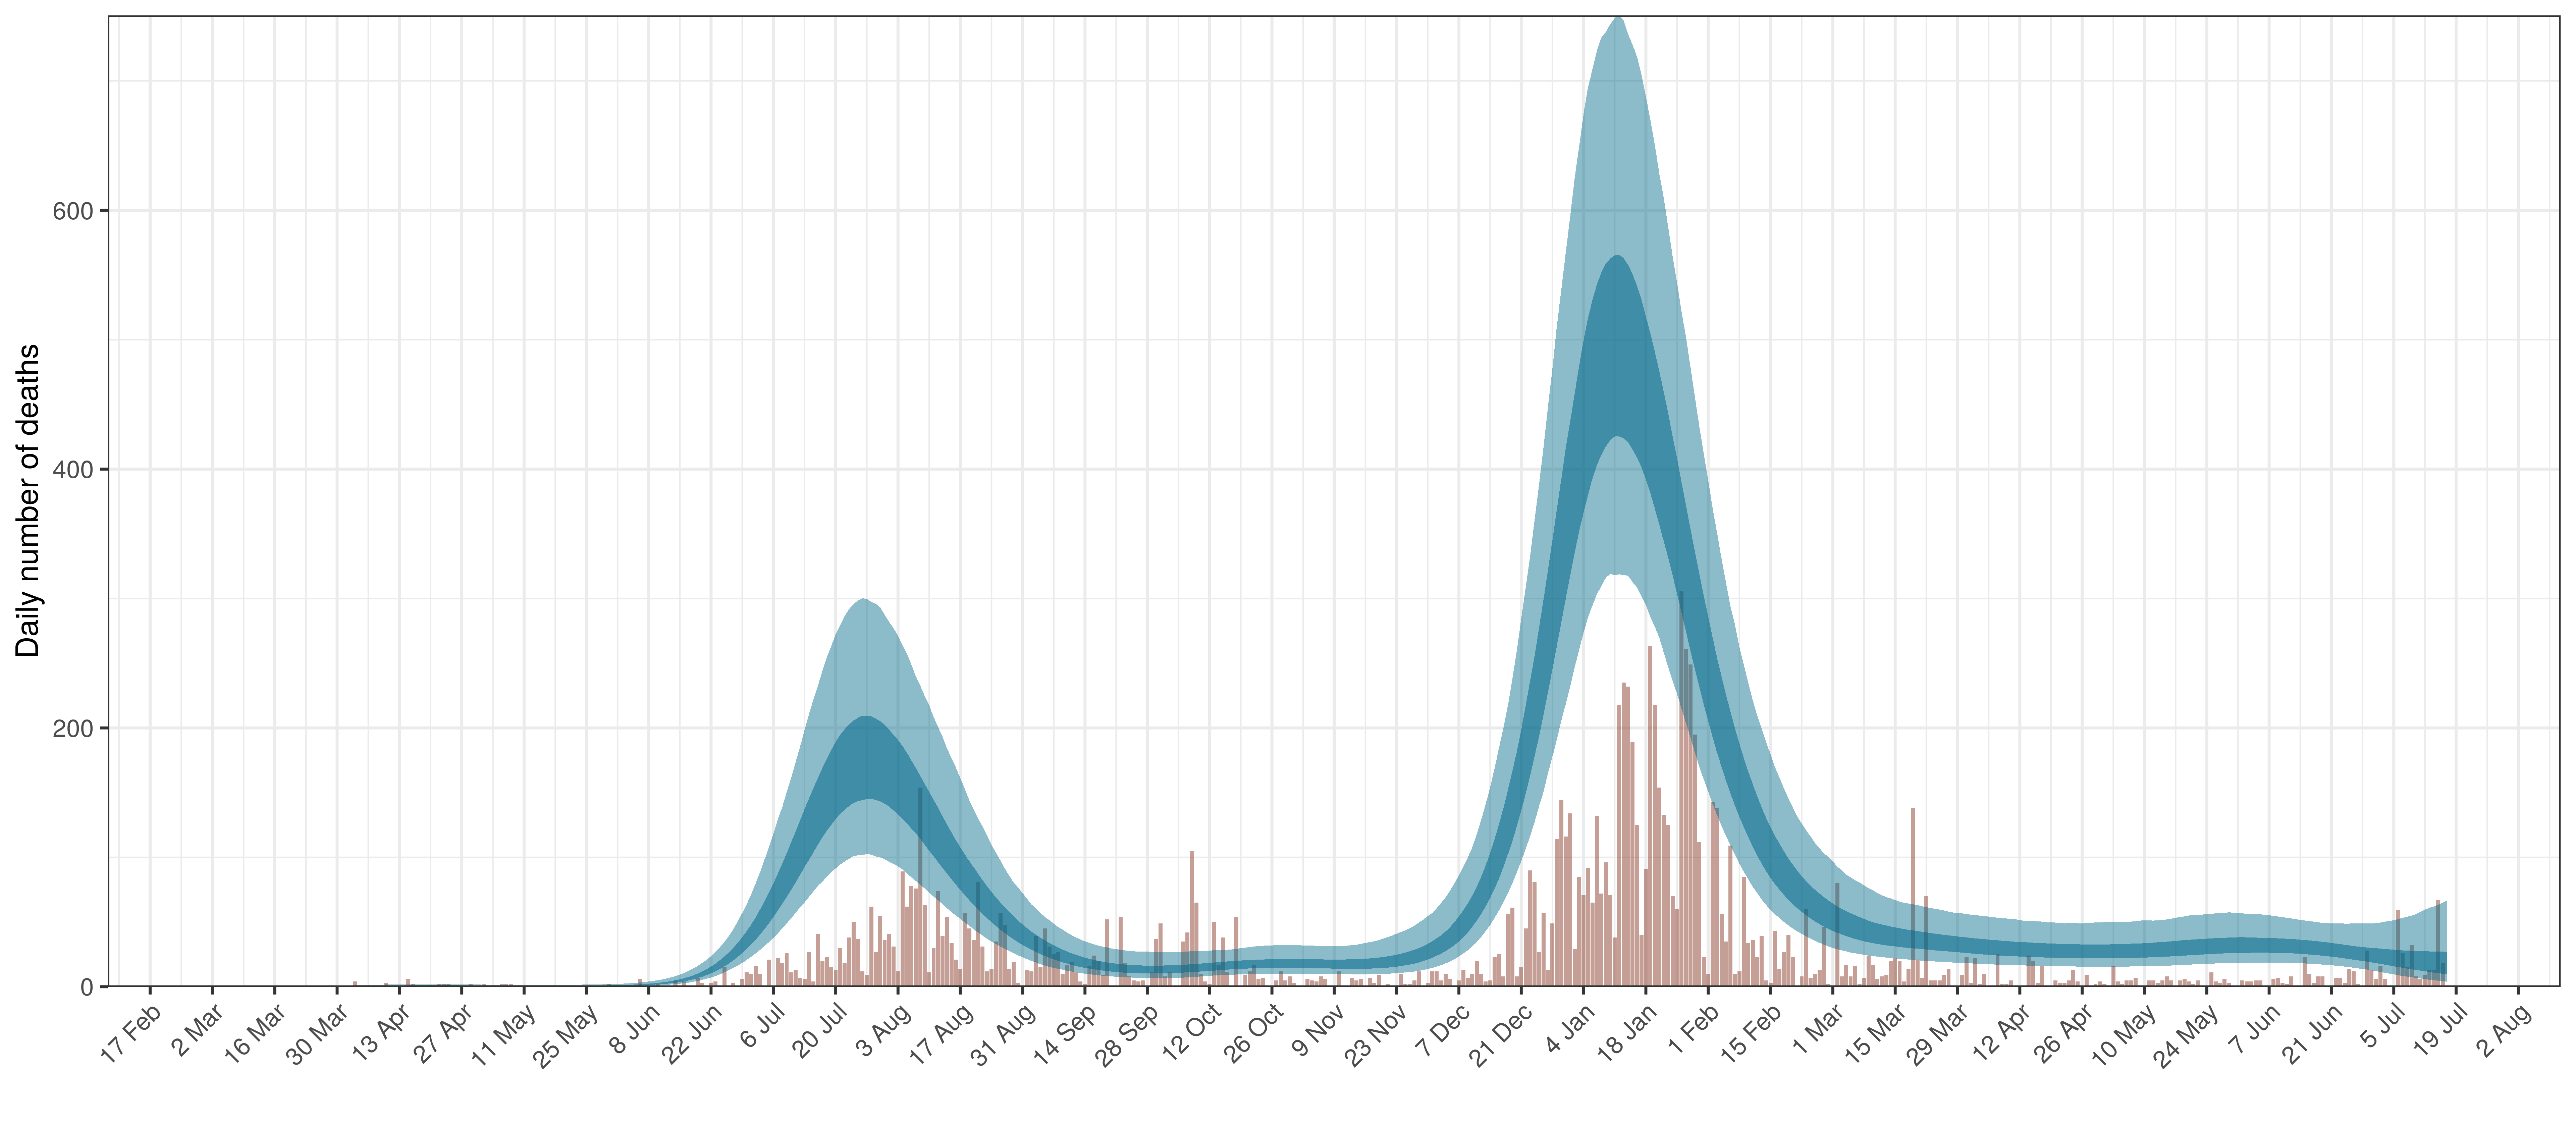 Daily number of deaths
600
400
200
0
17 Feb
2 Mar
16 Mar
30 Mar
13 Apr
27 Apr
11 May
25 May
8 Jun
22 Jun
6 Jul
20 Jul
3 Aug
17 Aug
31 Aug
14 Sep
28 Sep
12 Oct
26 Oct
9 Nov
23 Nov
7 Dec
21 Dec
4 Jan
18 Jan
1 Feb
15 Feb
1 Mar
15 Mar
29 Mar
12 Apr
26 Apr
10 May
24 May
7 Jun
21 Jun
5 Jul
19 Jul
2 Aug